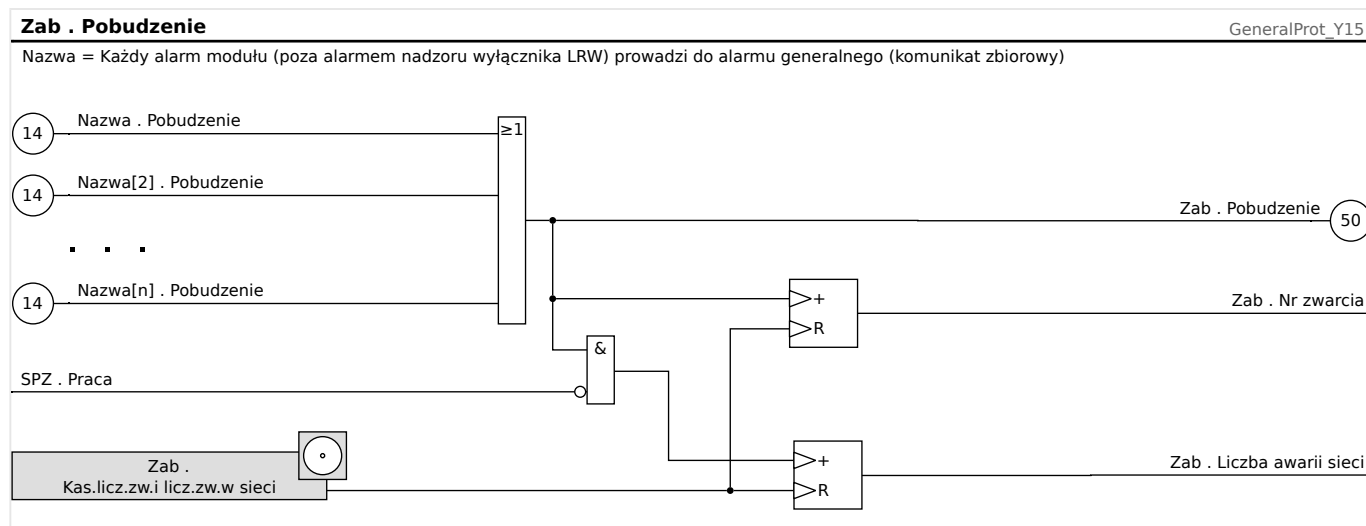 Zab . Pobudzenie
GeneralProt_Y15
Nazwa = Każdy alarm modułu (poza alarmem nadzoru wyłącznika LRW) prowadzi do alarmu generalnego (komunikat zbiorowy)
14
Nazwa . Pobudzenie
≥1
14
Nazwa[2] . Pobudzenie
Zab . Pobudzenie
50
14
Nazwa[n] . Pobudzenie
+
Zab . Nr zwarcia
R
&
SPZ . Praca
Zab .
Kas.licz.zw.i licz.zw.w sieci
+
Zab . Liczba awarii sieci
R